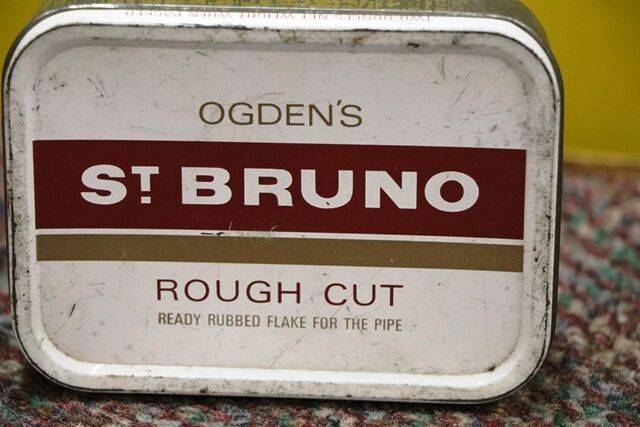 OGDEN'S
ST BRUNO
ROUGH CUT
READY RUBBED FLAKE FOR THE PIPE